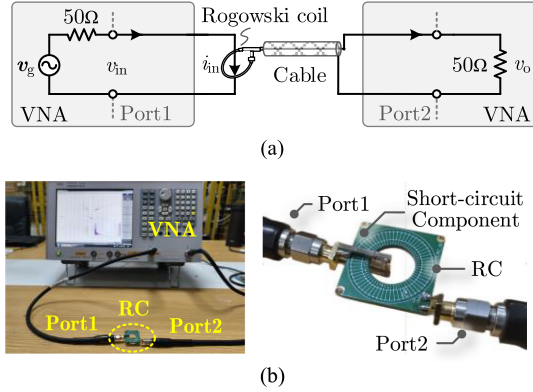 50Ω
Rogowski coil
v_g
v_in
i_in
Cable
50Ω
v_o
VNA
Port1
Port2
VNA
(a)
VNA
RC
Port1
Port2
Port1
Short-circuit
Component
RC
Port2
(b)